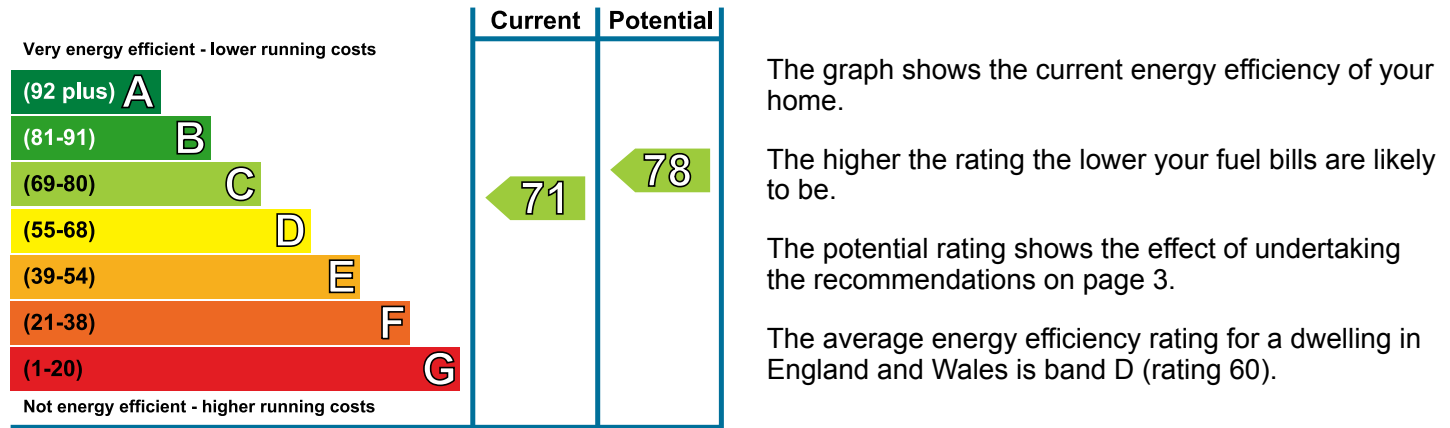 Current Potential
Very energy efficient - lower running costs
(92 plus) A
(81-91) B
(69-80) C
(55-68) D
(39-54) E
(21-38) F
(1-20) G
Not energy efficient - higher running costs
71
78
The graph shows the current energy efficiency of your
home.
The higher the rating the lower your fuel bills are likely
to be.
The potential rating shows the effect of undertaking
the recommendations on page 3.
The average energy efficiency rating for a dwelling in
England and Wales is band D (rating 60).